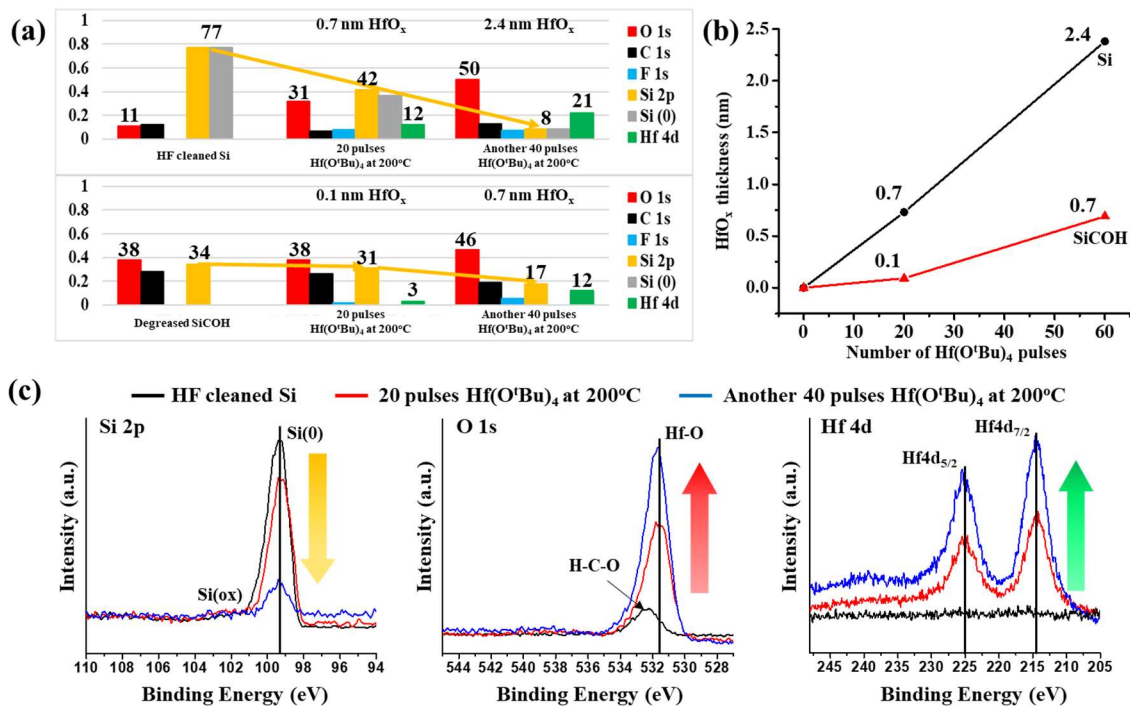 (a)
1
0.8
0.6
0.4
0.2
0
0.7 nm HfOₓ
2.4 nm HfOₓ
11
77
31
42
12
50
8
21
HF cleaned Si
20 pulses
Hf(OᵗBu)₄ at 200ᵒC
Another 40 pulses
Hf(OᵗBu)₄ at 200ᵒC
O 1s
C 1s
F 1s
Si 2p
Si (0)
Hf 4d
1
0.8
0.6
0.4
0.2
0
0.1 nm HfOₓ
0.7 nm HfOₓ
38
34
38
31
3
46
17
12
Degreased SiCOH
20 pulses
Hf(OᵗBu)₄ at 200ᵒC
Another 40 pulses
Hf(OᵗBu)₄ at 200ᵒC
O 1s
C 1s
F 1s
Si 2p
Si (0)
Hf 4d
(b)
HfOₓ thickness (nm)
2.5
2.0
1.5
1.0
0.5
0.0
2.4
Si
0.7
0.7
SiCOH
0.1
0 10 20 30 40 50 60
Number of Hf(OᵗBu)₄ pulses
(c)
HF cleaned Si
20 pulses Hf(OᵗBu)₄ at 200ᵒC
Another 40 pulses Hf(OᵗBu)₄ at 200ᵒC
Si 2p
Si(0)
Si(ox)
Intensity (a.u.)
110 108 106 104 102 100 98 96 94
Binding Energy (eV)
O 1s
Hf-O
H-C-O
Intensity (a.u.)
544 542 540 538 536 534 532 530 528
Binding Energy (eV)
Hf 4d
Hf4d₇/₂
Hf4d₅/₂
Intensity (a.u.)
245 240 235 230 225 220 215 210 205
Binding Energy (eV)